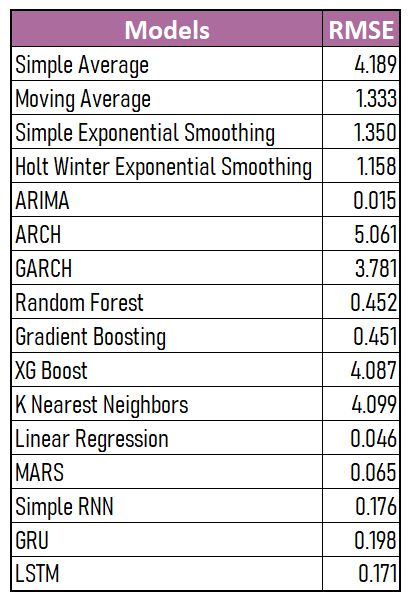 Models RMSE
Simple Average 4.189
Moving Average 1.333
Simple Exponential Smoothing 1.350
Holt Winter Exponential Smoothing 1.158
ARIMA 0.015
ARCH 5.061
GARCH 3.781
Random Forest 0.452
Gradient Boosting 0.451
XG Boost 4.087
K Nearest Neighbors 4.099
Linear Regression 0.046
MARS 0.065
Simple RNN 0.176
GRU 0.198
LSTM 0.171